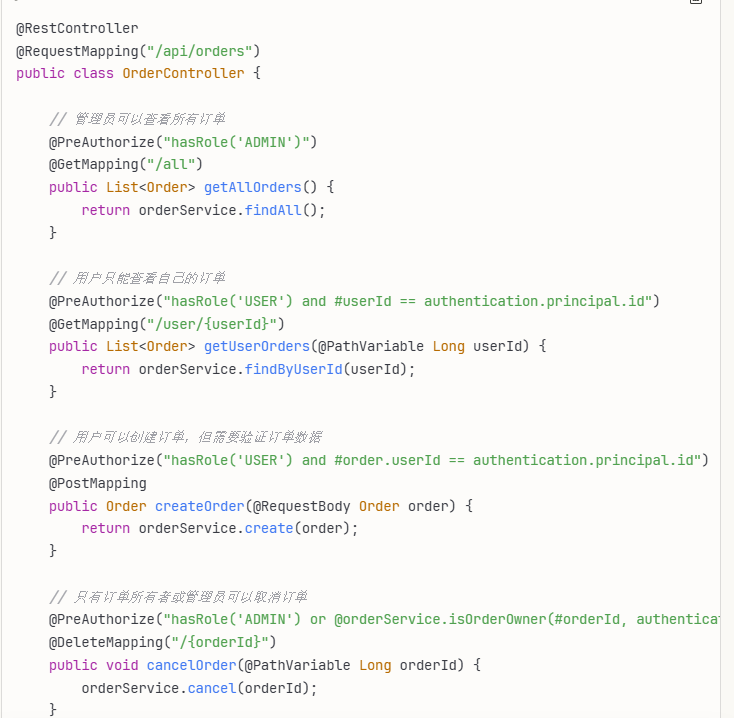 @RestController
@RequestMapping("/api/orders")
public class OrderController {
// 管理员可以查看所有订单
@PreAuthorize("hasRole('ADMIN')")
@GetMapping("/all")
public List<Order> getAllOrders() {
return orderService.findAll();
}
// 用户只能查看自己的订单
@PreAuthorize("hasRole('USER') and #userId == authentication.principal.id")
@GetMapping("/user/{userId}")
public List<Order> getUserOrders(@PathVariable Long userId) {
return orderService.findByUserId(userId);
}
// 用户可以创建订单，但需要验证订单数据
@PreAuthorize("hasRole('USER') and #order.userId == authentication.principal.id")
@PostMapping
public Order createOrder(@RequestBody Order order) {
return orderService.create(order);
}
// 只有订单所有者或管理员可以取消订单
@PreAuthorize("hasRole('ADMIN') or @orderService.isOrderOwner(#orderId,
@DeleteMapping("/{orderId}")
public void cancelOrder(@PathVariable Long orderId) {
orderService.cancel(orderId);
}